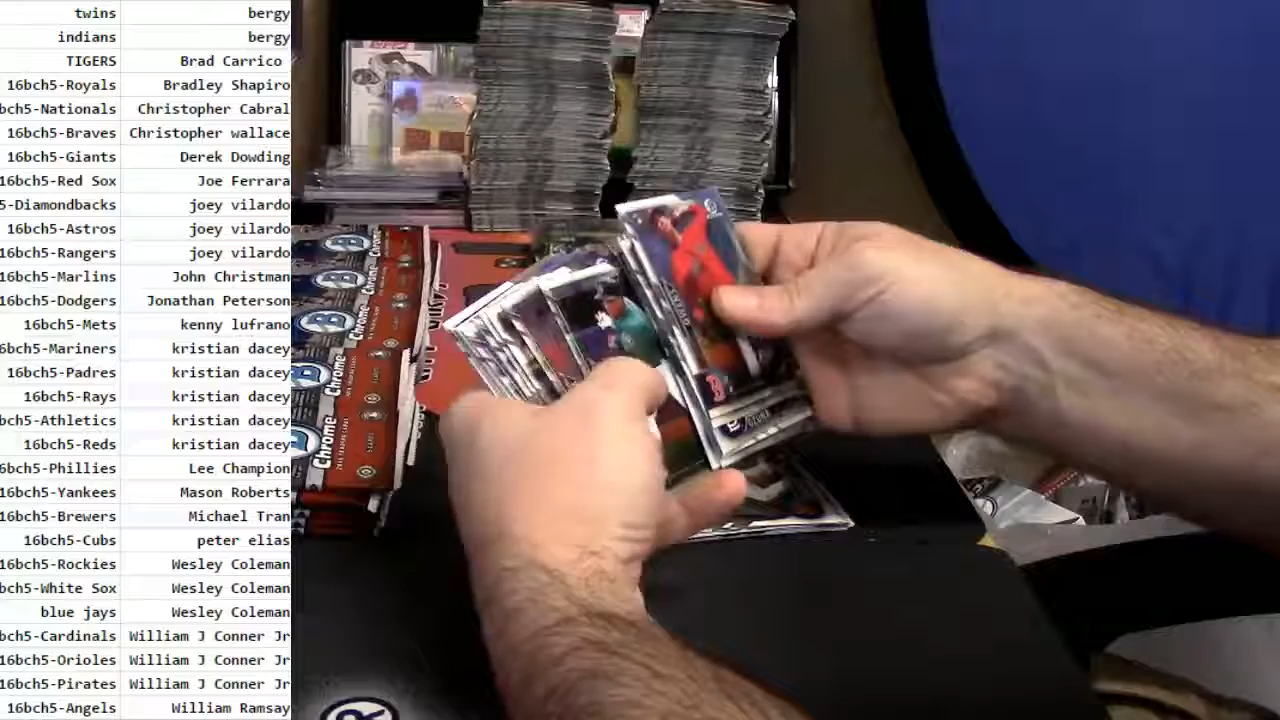 twins bergy
indians bergy
TIGERS Brad Carrico
16bch5-Royals Bradley Shapiro
bch5-Nationals Christopher Cabral
16bch5-Braves Christopher wallace
16bch5-Giants Derek Dowding
16bch5-Red Sox Joe Ferrara
5-Diamondbacks joey vilardo
16bch5-Astros joey vilardo
16bch5-Rangers joey vilardo
16bch5-Marlins John Christman
16bch5-Dodgers Jonathan Peterson
16bch5-Mets kenny lufrano
6bch5-Mariners kristian dacey
16bch5-Padres kristian dacey
16bch5-Rays kristian dacey
6bch5-Athletics kristian dacey
16bch5-Reds kristian dacey
6bch5-Phillies Lee Champion
16bch5-Yankees Mason Roberts
16bch5-Brewers Michael Tran
16bch5-Cubs peter elias
16bch5-Rockies Wesley Coleman
bch5-White Sox Wesley Coleman
blue jays Wesley Coleman
bch5-Cardinals William J Conner Jr
16bch5-Orioles William J Conner Jr
16bch5-Pirates William J Conner Jr
16bch5-Angels William Ramsay
Chrome
Chrome
Chrome
Chrome
OZUNA